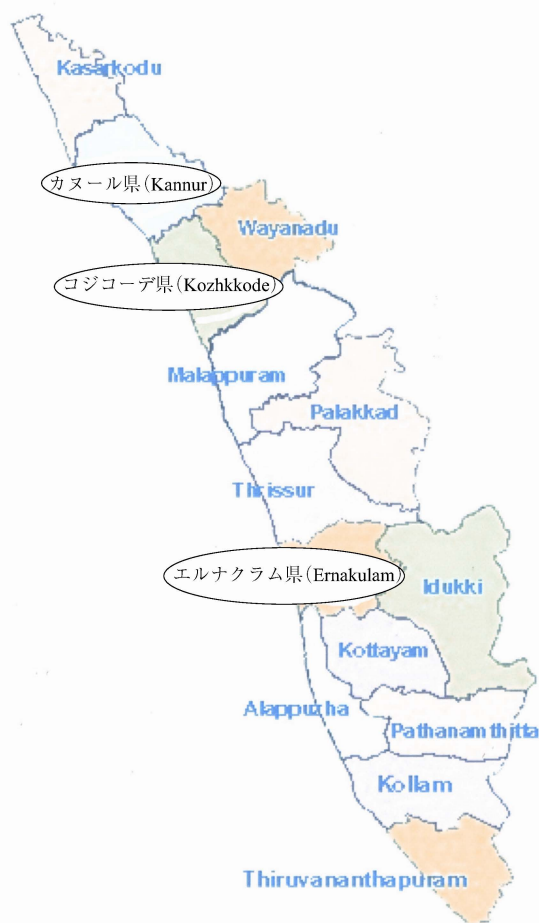 Kasarkodu
カヌール県(Kannur)
Wayanadu
コジコーデ県(Kozhkkode)
Malappuram
Palakkad
Thrissur
エルナクラム県(Ernakulam)
Idukki
Kottayam
Alappuzha
Pathanamthitta
Kollam
Thiruvananthapuram